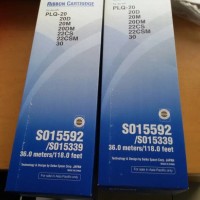 Ribbon Cartridge
PLQ-20
20D
20M
20DM
22CS
22CSM
30
S015592
/S015339
36.0 meters/118.0 feet
PLQ-20
20D
20M
20DM
22CS
22CSM
30
S015592
/S015339
36.0 meters/118.0 feet